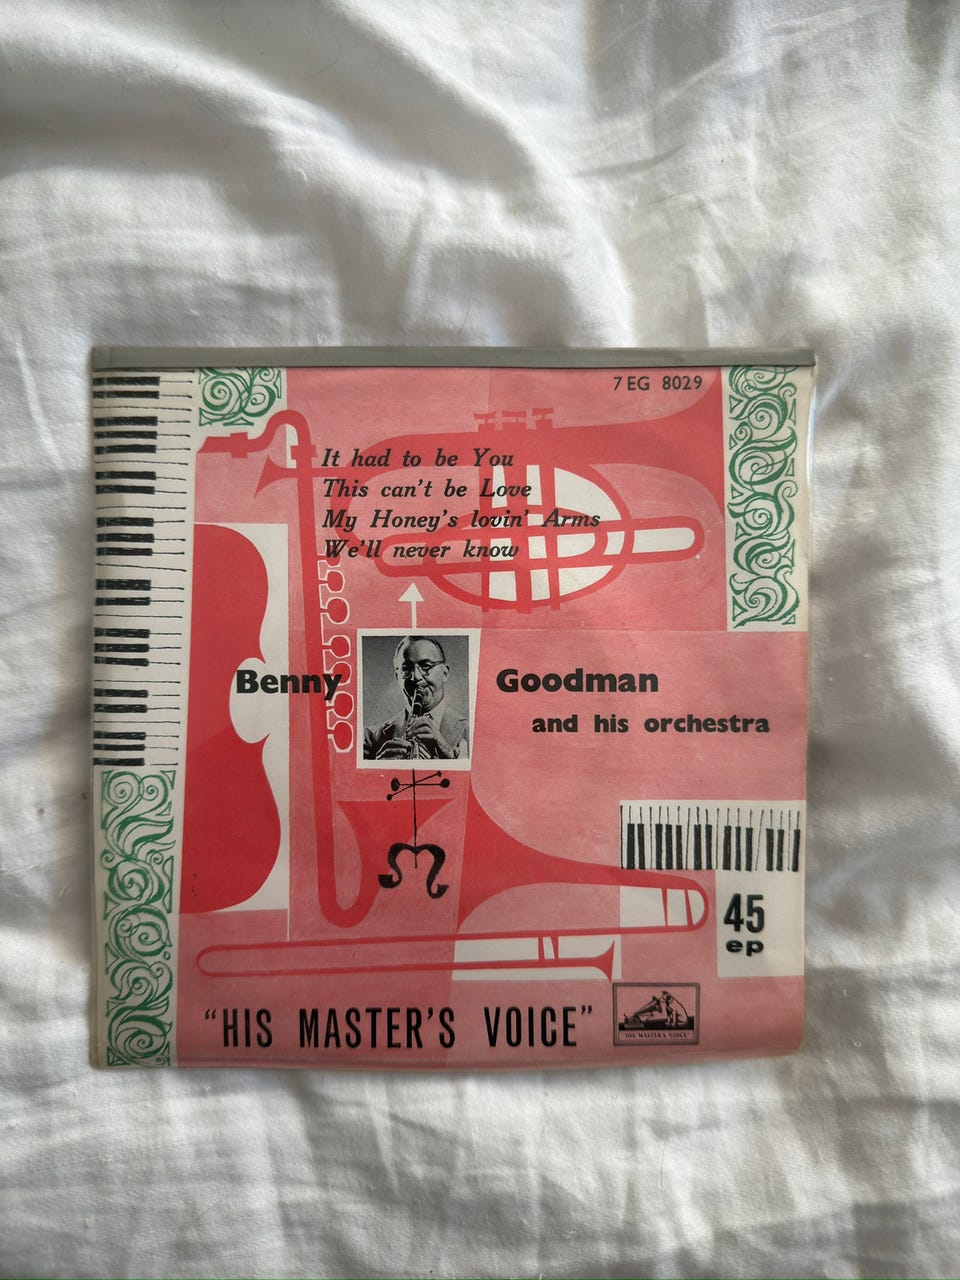 7 EG 8029
It had to be You
This can't be Love
My Honey's lovin' Arms
We'll never know
Benny Goodman
and his orchestra
45
ep
"HIS MASTER'S VOICE"
"HIS MASTER'S VOICE"